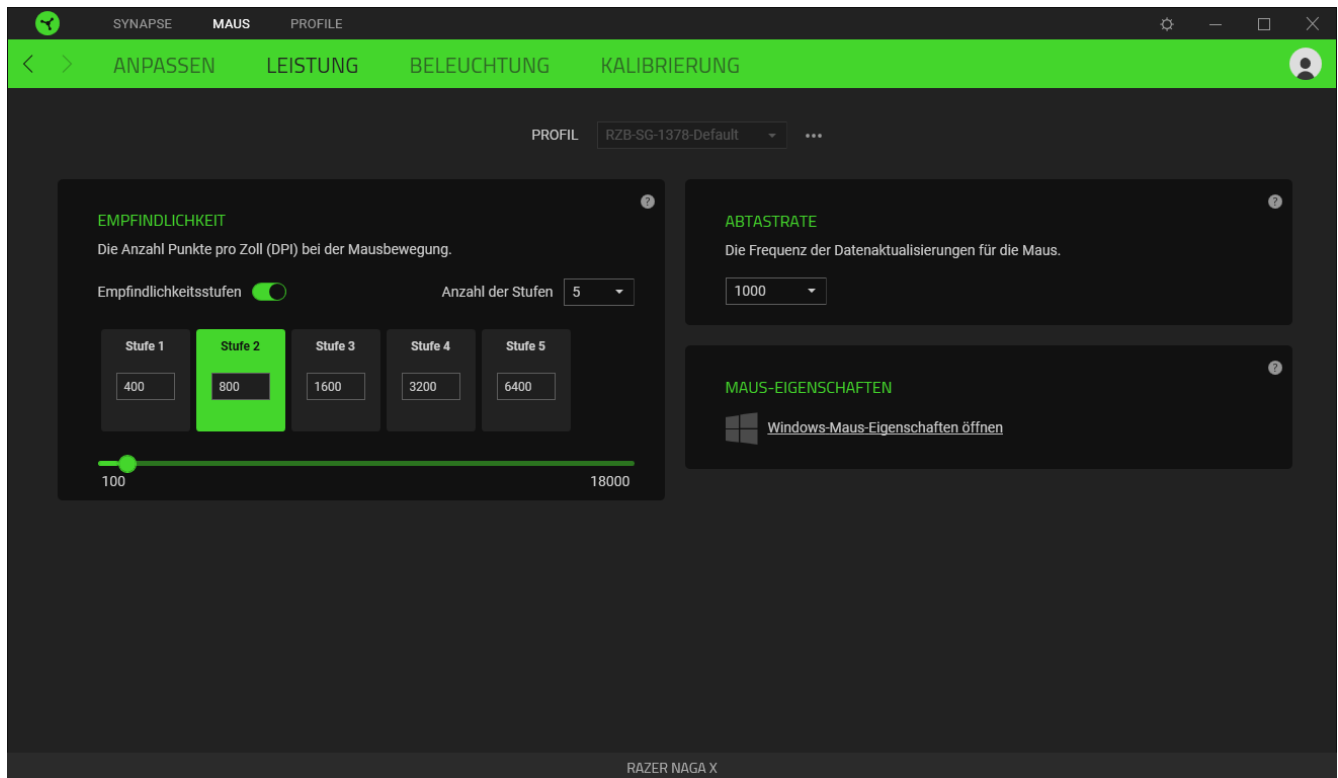 SYNAPSE MAUS PROFILE
ANPASSEN LEISTUNG BELEUCHTUNG KALIBRIERUNG
PROFIL RZB-SG-1378-Default
EMPFINDLICHKEIT
Die Anzahl Punkte pro Zoll (DPI) bei der Mausbewegung.
Empfindlichkeitsstufen Anzahl der Stufen 5
Stufe 1 Stufe 2 Stufe 3 Stufe 4 Stufe 5
400 800 1600 3200 6400
100 18000
ABTASTRATE
Die Frequenz der Datenaktualisierungen für die Maus.
1000
MAUS-EIGENSCHAFTEN
Windows-Maus-Eigenschaften öffnen
RAZER NAGA X